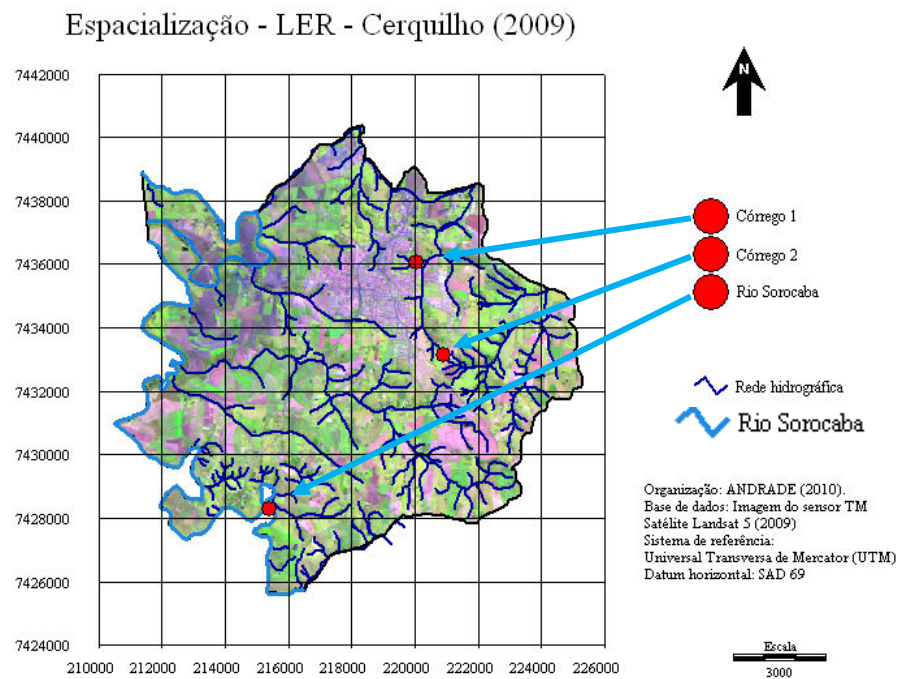 Espacialização - LER - Cerquilho (2009)
7442000
7440000
7438000
7436000
7434000
7432000
7430000
7428000
7426000
7424000
210000 212000 214000 216000 218000 220000 222000 224000 226000
N
Córrego 1
Córrego 2
Rio Sorocaba
Rede hidrográfica
Rio Sorocaba
Organização: ANDRADE (2010).
Base de dados: Imagem do sensor TM
Satélite Landsat 5 (2009)
Sistema de referência:
Universal Transversa de Mercator (UTM)
Datum horizontal: SAD 69
Escala
3000